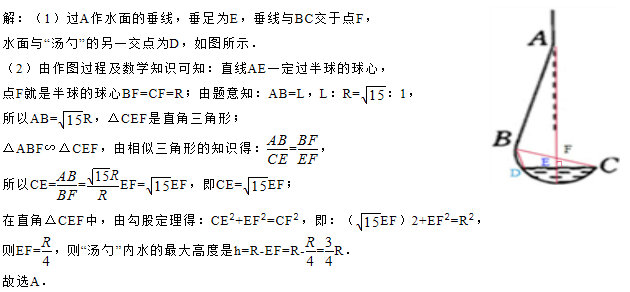 解：（1）过A作水面的垂线，垂足为E，垂线与BC交于点F，
水面与“汤勺”的另一交点为D，如图所示．
（2）由作图过程及数学知识可知：直线AE一定过半球的球心，
点F就是半球的球心BF=CF=R；由题意知：AB=L，L：R=√15：1，
所以AB=√15R，△CEF是直角三角形；
△ABF∽△CEF，由相似三角形的知识得：AB/CE=BF/EF，
所以CE=AB/BF=√15R/R EF=√15EF，即CE=√15EF；
在直角△CEF中，由勾股定理得：CE²+EF²=CF²，即：（√15EF）2+EF²=R²，
则EF=R/4，则“汤勺”内水的最大高度是h=R-EF=R-R/4=3/4R．
故选A．
A
B
F
E
C
D